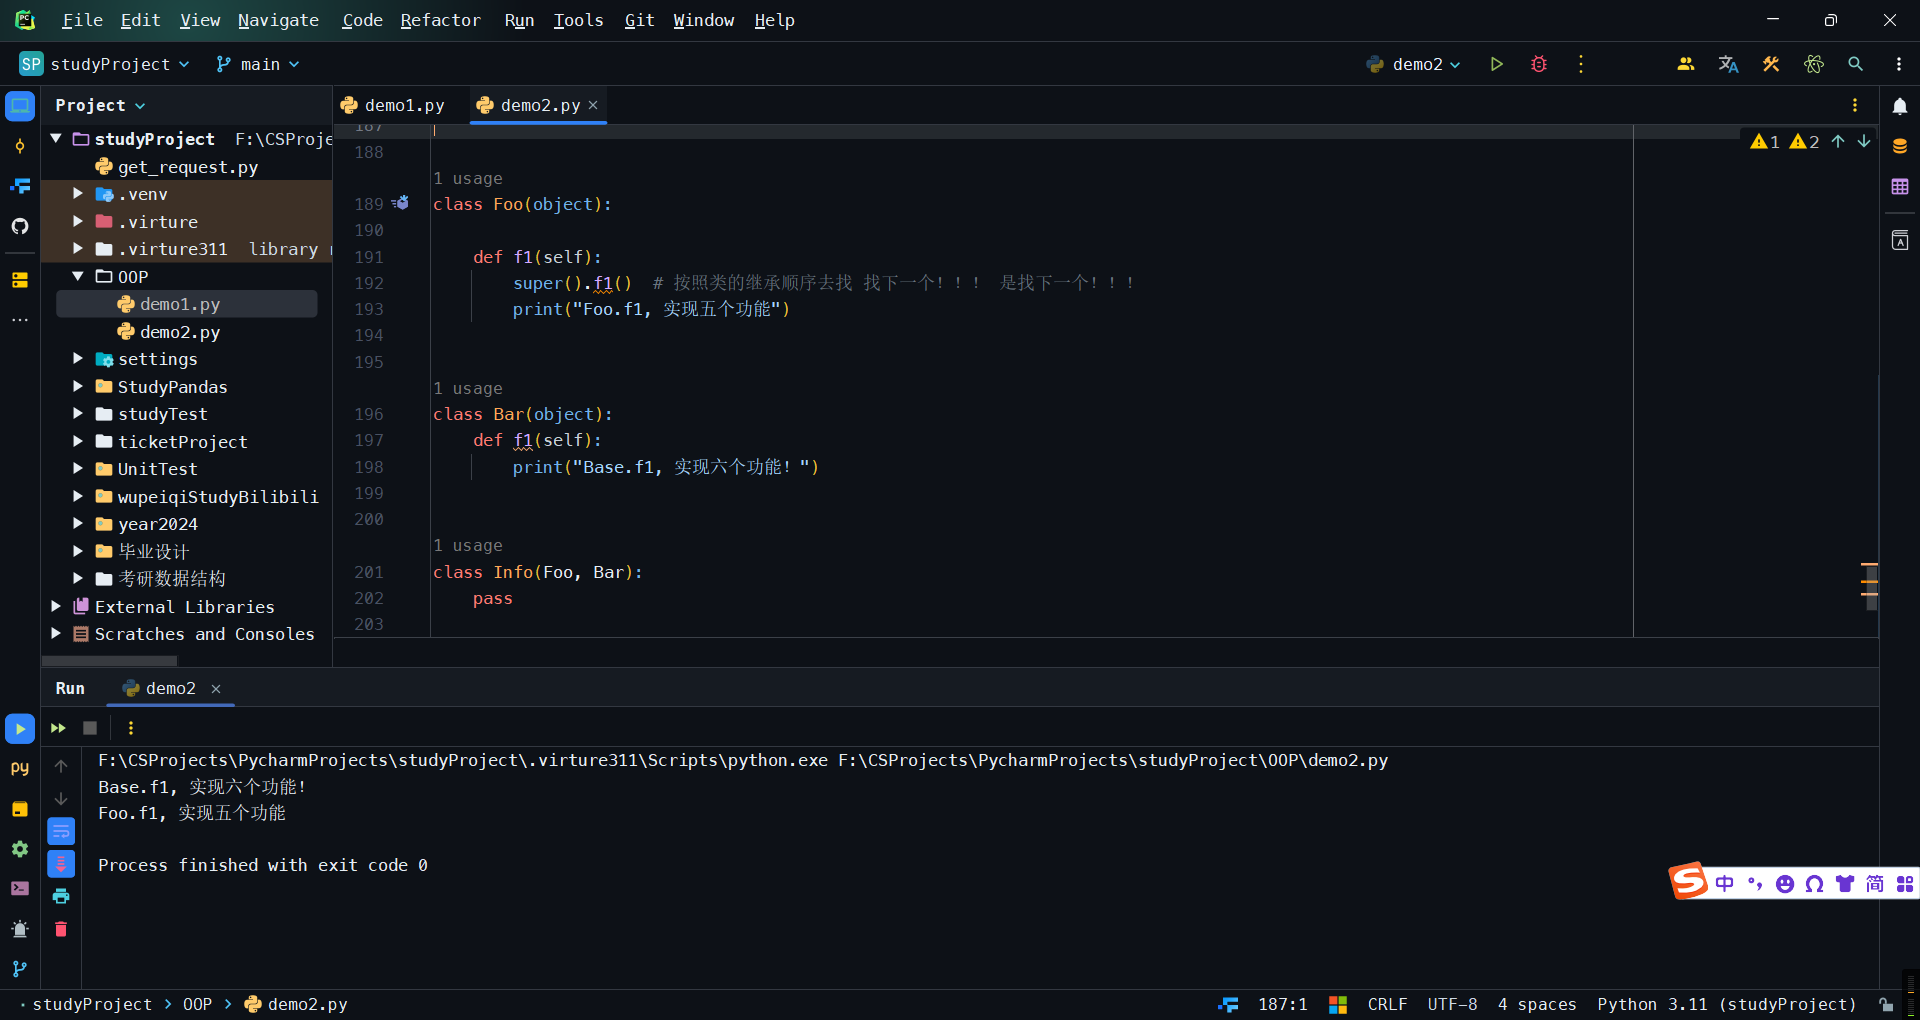 File Edit View Navigate Code Refactor Run Tools Git Window Help
SP studyProject main demo2
Project
demo1.py demo2.py
studyProject F:\CSProje
get_request.py
.venv
.virture
.virture311 library
OOP
demo1.py
demo2.py
settings
StudyPandas
studyTest
ticketProject
UnitTest
wupeiqiStudyBilibili
year2024
毕业设计
考研数据结构
External Libraries
Scratches and Consoles
187
1 2
188
1 usage
189 class Foo(object):
190
191 def f1(self):
192 super().f1() # 按照类的继承顺序去找 找下一个！！！ 是找下一个！！！
193 print("Foo.f1, 实现五个功能")
194
195
1 usage
196 class Bar(object):
197 def f1(self):
198 print("Base.f1, 实现六个功能！")
199
200
1 usage
201 class Info(Foo, Bar):
202 pass
203
Run demo2
F:\CSProjects\PycharmProjects\studyProject\.virture311\Scripts\python.exe F:\CSProjects\PycharmProjects\studyProject\OOP\demo2.py
Base.f1, 实现六个功能！
Foo.f1, 实现五个功能
Process finished with exit code 0
中 简
studyProject > OOP > demo2.py 187:1 CRLF UTF-8 4 spaces Python 3.11 (studyProject)